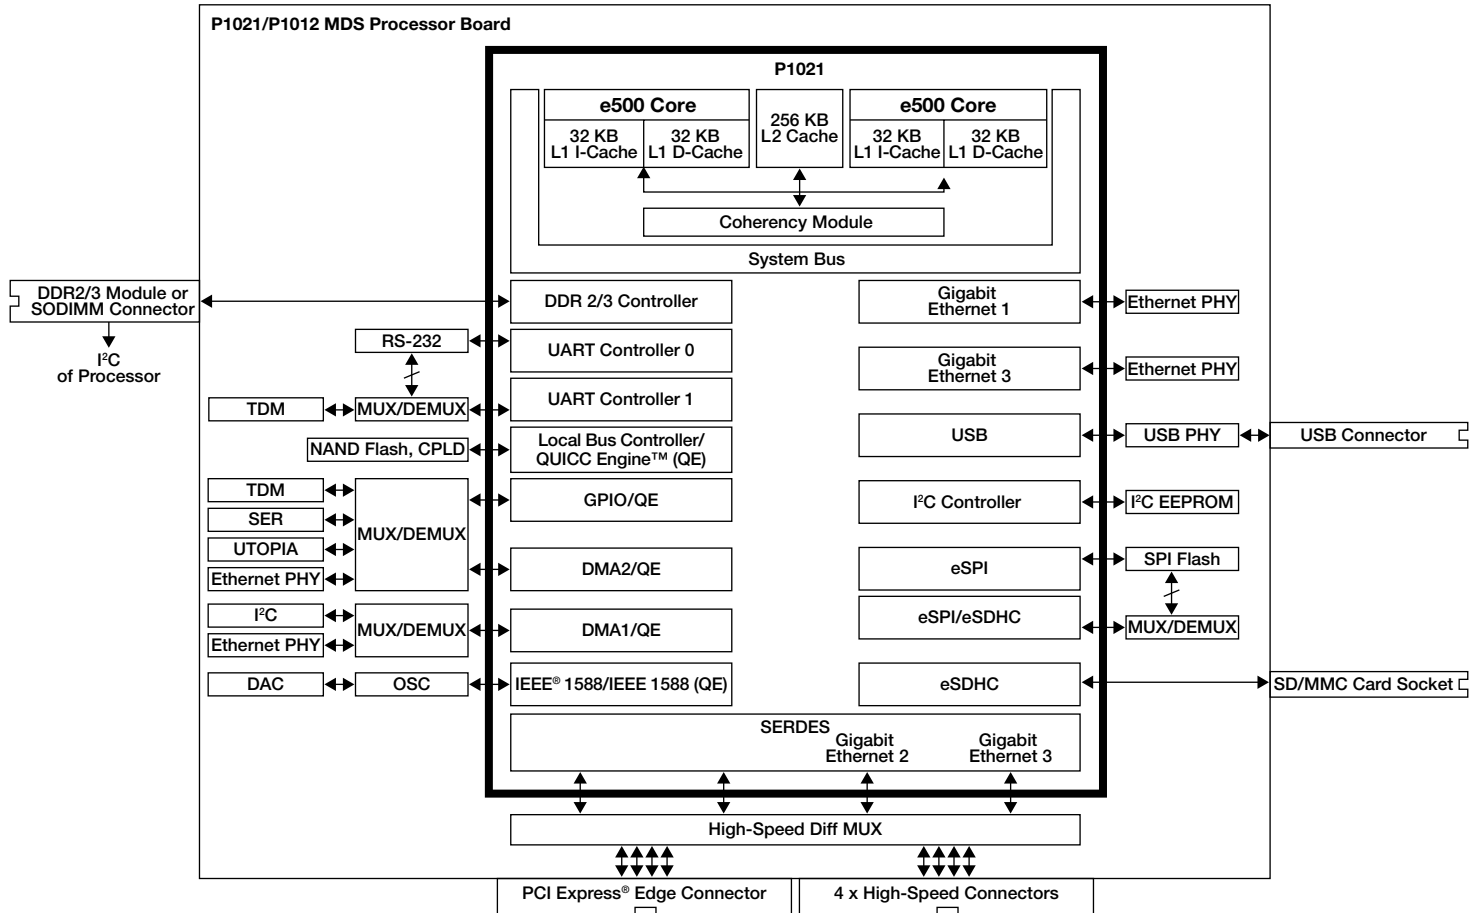 P1021/P1012 MDS Processor Board
P1021
e500 Core
32 KB
L1 I-Cache
32 KB
L1 D-Cache
256 KB
L2 Cache
e500 Core
32 KB
L1 I-Cache
32 KB
L1 D-Cache
Coherency Module
System Bus
DDR2/3 Module or
SODIMM Connector
I²C
of Processor
DDR 2/3 Controller
Gigabit
Ethernet 1
Ethernet PHY
RS-232
UART Controller 0
Gigabit
Ethernet 3
Ethernet PHY
TDM
MUX/DEMUX
UART Controller 1
USB
USB PHY
USB Connector
NAND Flash, CPLD
Local Bus Controller/
QUICC Engine™ (QE)
TDM
SER
UTOPIA
Ethernet PHY
MUX/DEMUX
GPIO/QE
I²C Controller
I²C EEPROM
DMA2/QE
eSPI
SPI Flash
I²C
Ethernet PHY
MUX/DEMUX
DMA1/QE
eSPI/eSDHC
MUX/DEMUX
DAC
OSC
IEEE® 1588/IEEE 1588 (QE)
eSDHC
SD/MMC Card Socket
SERDES
Gigabit
Ethernet 2
Gigabit
Ethernet 3
High-Speed Diff MUX
PCI Express® Edge Connector
4 x High-Speed Connectors